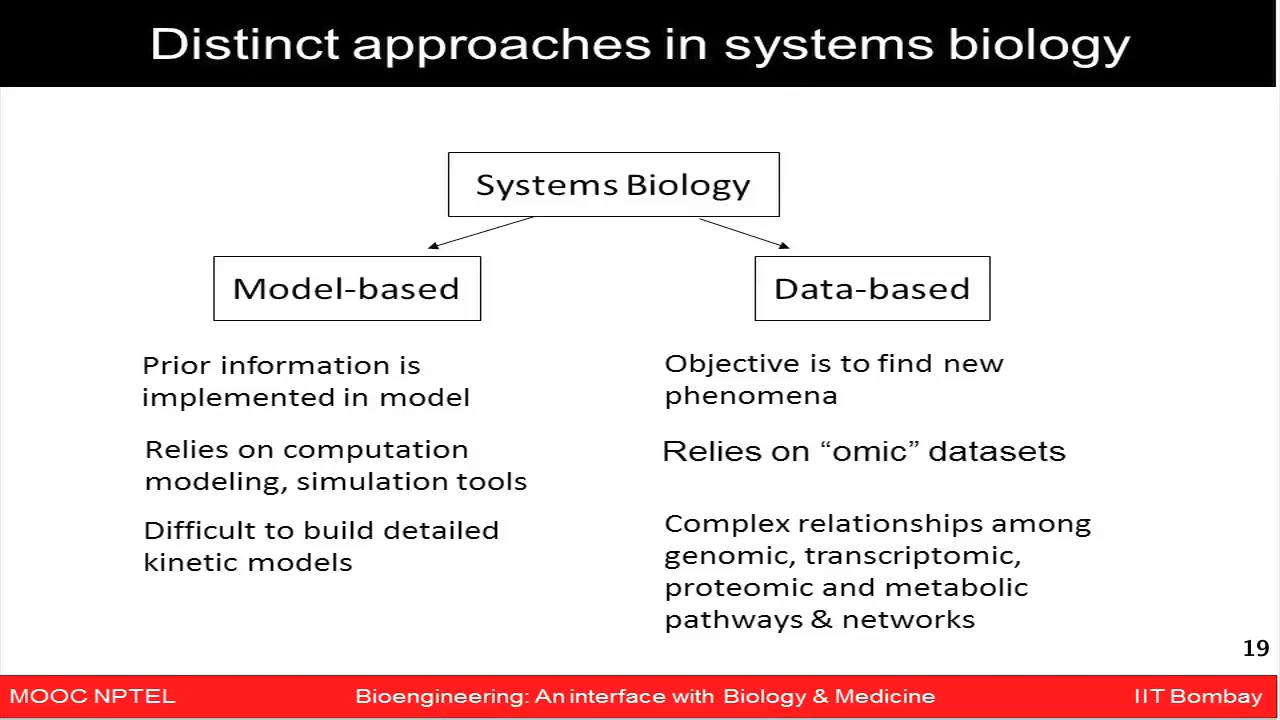 Distinct approaches in systems biology
Systems Biology
Model-based
Data-based
Prior information is
implemented in model
Relies on computation
modeling, simulation tools
Difficult to build detailed
kinetic models
Objective is to find new
phenomena
Relies on “omic” datasets
Complex relationships among
genomic, transcriptomic,
proteomic and metabolic
pathways & networks
19
MOOC NPTEL
Bioengineering: An interface with Biology & Medicine
IIT Bombay